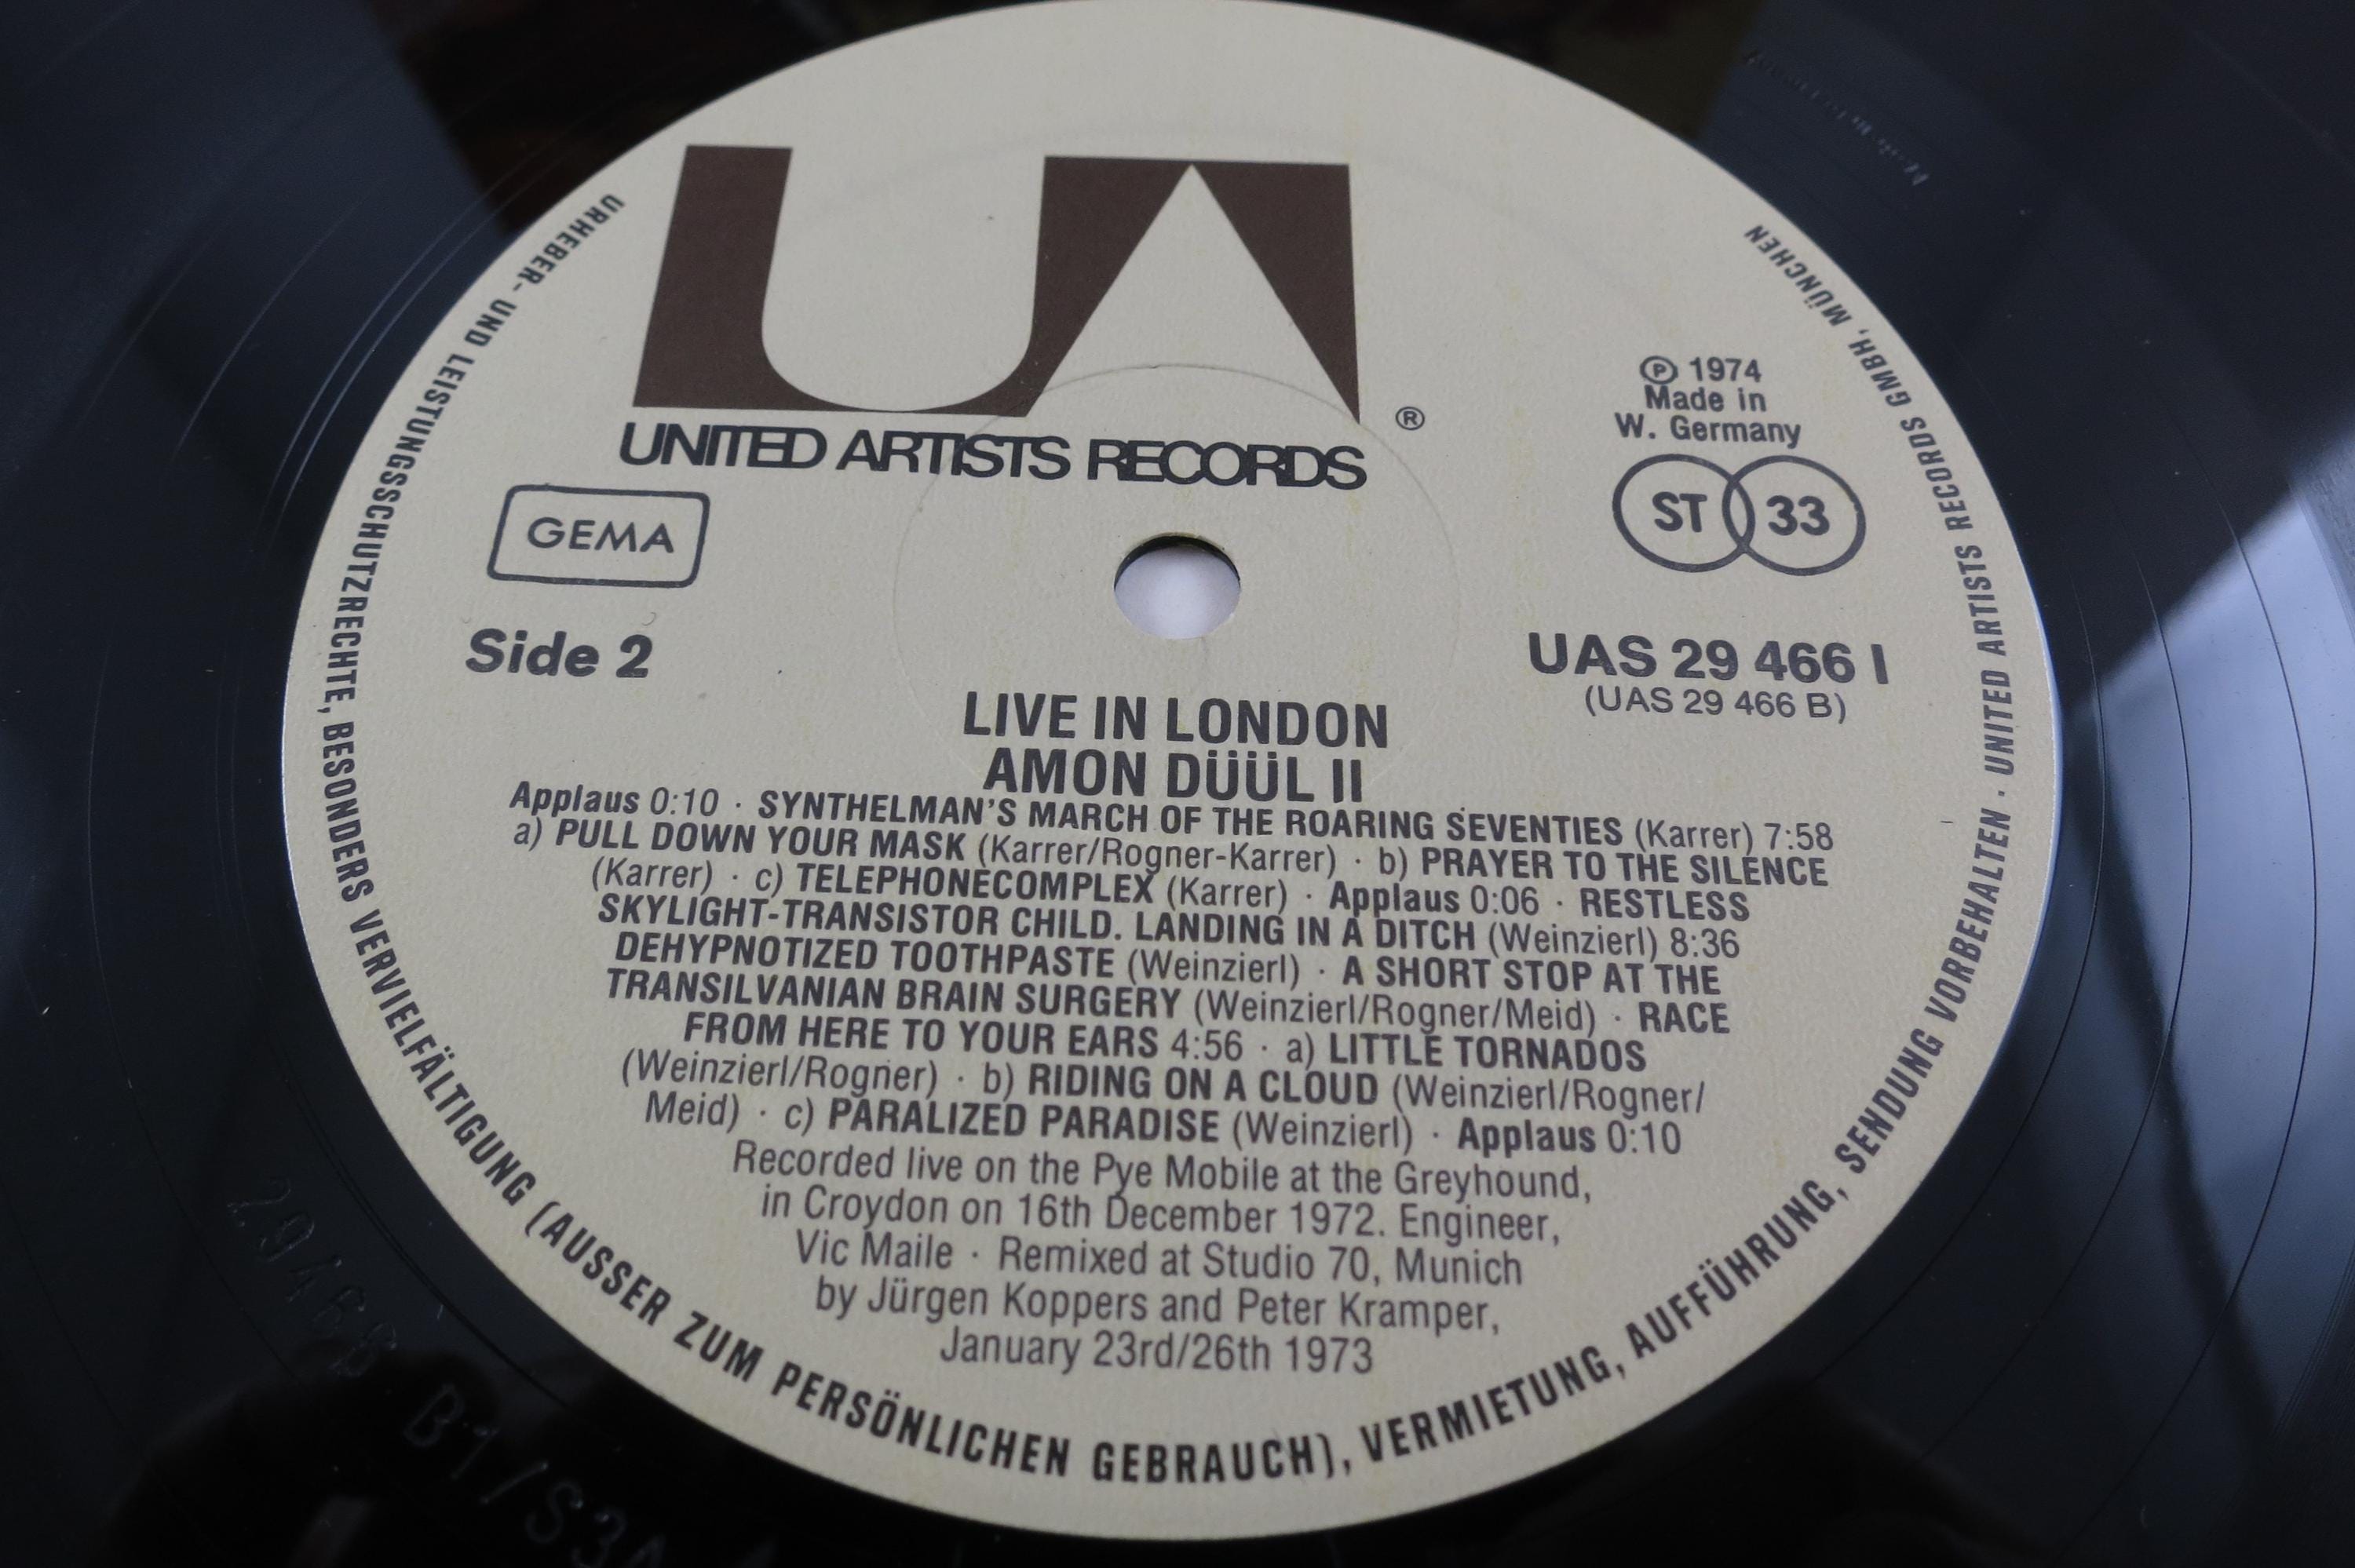 UA
UNITED ARTISTS RECORDS ®
℗ 1974
Made in
W. Germany
GEMA
ST 33
Side 2
UAS 29 466 I
(UAS 29 466 B)
LIVE IN LONDON
AMON DÜÜL II
Applaus 0:10 · SYNTHELMAN'S MARCH OF THE ROARING SEVENTIES (Karrer) 7:58
a) PULL DOWN YOUR MASK (Karrer/Rogner-Karrer) · b) PRAYER TO THE SILENCE
(Karrer) · c) TELEPHONECOMPLEX (Karrer) · Applaus 0:06 · RESTLESS
SKYLIGHT-TRANSISTOR CHILD. LANDING IN A DITCH (Weinzierl) 8:36
DEHYPNOTIZED TOOTHPASTE (Weinzierl) · A SHORT STOP AT THE
TRANSILVANIAN BRAIN SURGERY (Weinzierl/Rogner/Meid) · RACE
FROM HERE TO YOUR EARS 4:56 · a) LITTLE TORNADOS
(Weinzierl/Rogner) · b) RIDING ON A CLOUD (Weinzierl/Rogner/
Meid) · c) PARALIZED PARADISE (Weinzierl) · Applaus 0:10
Recorded live on the Pye Mobile at the Greyhound,
in Croydon on 16th December 1972. Engineer,
Vic Maile · Remixed at Studio 70, Munich
by Jürgen Koppers and Peter Kramper,
January 23rd/26th 1973
URHEBER- UND LEISTUNGSSCHUTZRECHTE, BESONDERS VERVIELFÄLTIGUNG (AUSSER ZUM PERSÖNLICHEN GEBRAUCH), VERMIETUNG, AUFFÜHRUNG, SENDUNG VORBEHALTEN · UNITED ARTISTS RECORDS GMBH, MÜNCHEN
29466 B1/S3A